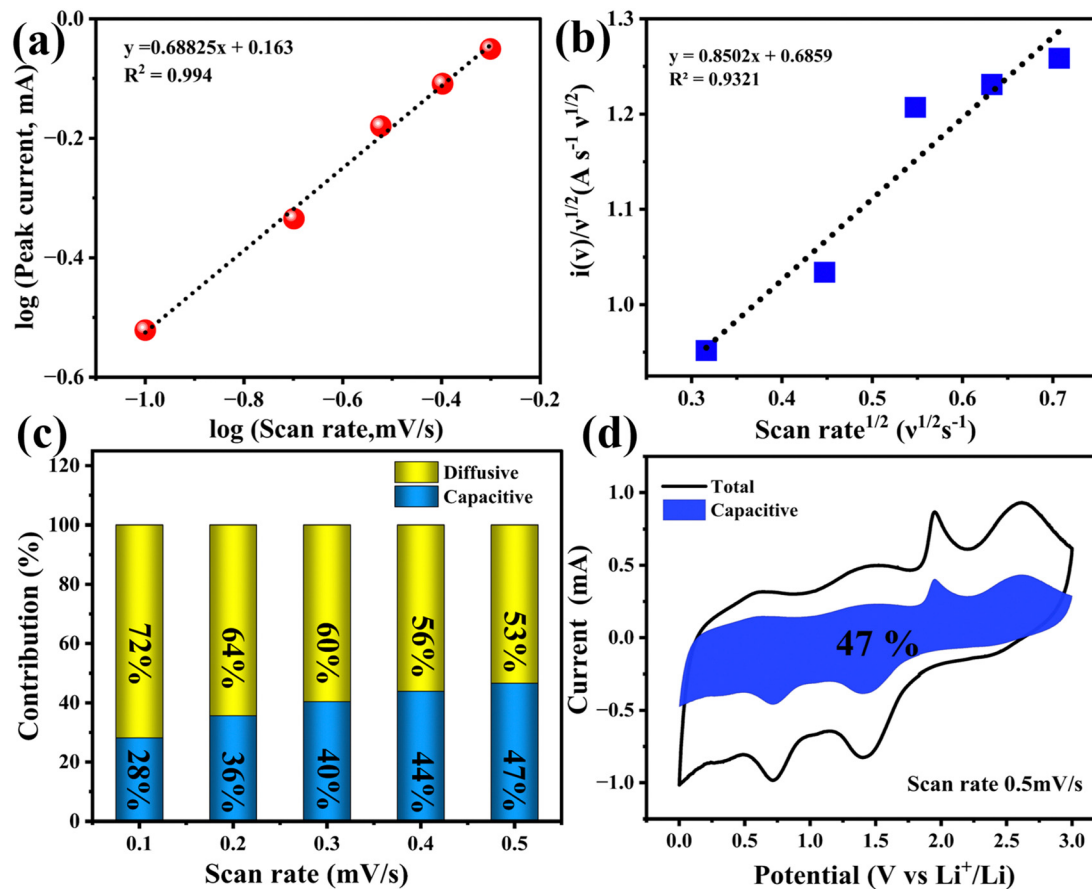 (a)
y =0.68825x + 0.163
R² = 0.994
log (Peak current, mA)
0.0
−0.2
−0.4
−0.6
−1.0
−0.8
−0.6
−0.4
−0.2
log (Scan rate,mV/s)
(b)
y = 0.8502x + 0.6859
R² = 0.9321
i(v)/v¹/²(A s⁻¹ v¹/²)
1.3
1.2
1.1
1.0
0.3
0.4
0.5
0.6
0.7
Scan rate¹/² (v¹/²s⁻¹)
(c)
Diffusive
Capacitive
Contribution (%)
120
100
80
60
40
20
0
72%
64%
60%
56%
53%
28%
36%
40%
44%
47%
0.1
0.2
0.3
0.4
0.5
Scan rate (mV/s)
(d)
Total
Capacitive
Current (mA)
1.0
0.5
0.0
−0.5
−1.0
47 %
Scan rate 0.5mV/s
0.0
0.5
1.0
1.5
2.0
2.5
3.0
Potential (V vs Li⁺/Li)